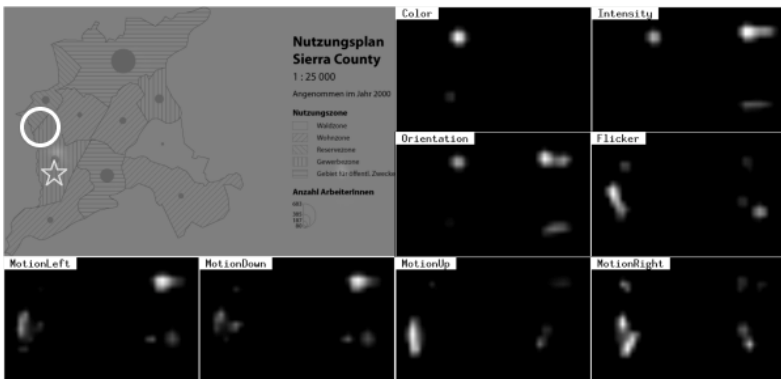 Nutzungsplan
Sierra County
1 : 25 000
Angenommen im Jahr 2000
Nutzungszone
Waldzone
Wohnzone
Reservezone
Gewerbezone
Gebiet für öffentl. Zwecke
Anzahl ArbeiterInnen
Color
Intensity
Orientation
Flicker
MotionLeft
MotionDown
MotionUp
MotionRight